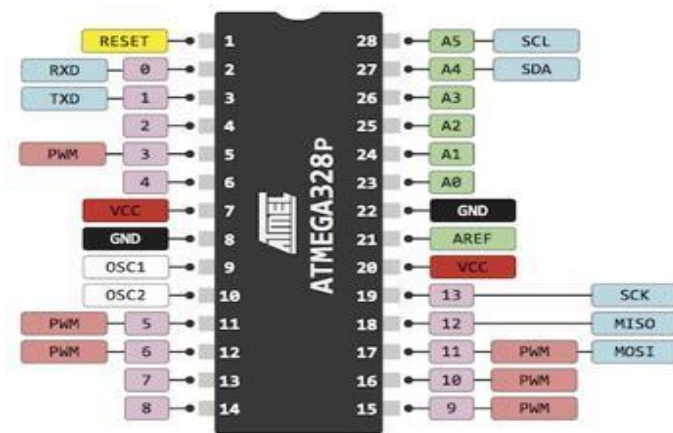 RESET 1 28 A5 SCL
RXD 0 2 27 A4 SDA
TXD 1 3 26 A3
2 4 25 A2
PWM 3 5 24 A1
4 6 23 A0
VCC 7 22 GND
GND 8 21 AREF
OSC1 9 20 VCC
OSC2 10 19 13 SCK
PWM 5 11 18 12 MISO
PWM 6 12 17 11 PWM MOSI
7 13 16 10 PWM
8 14 15 9 PWM
ATMEL
ATMEGA328P